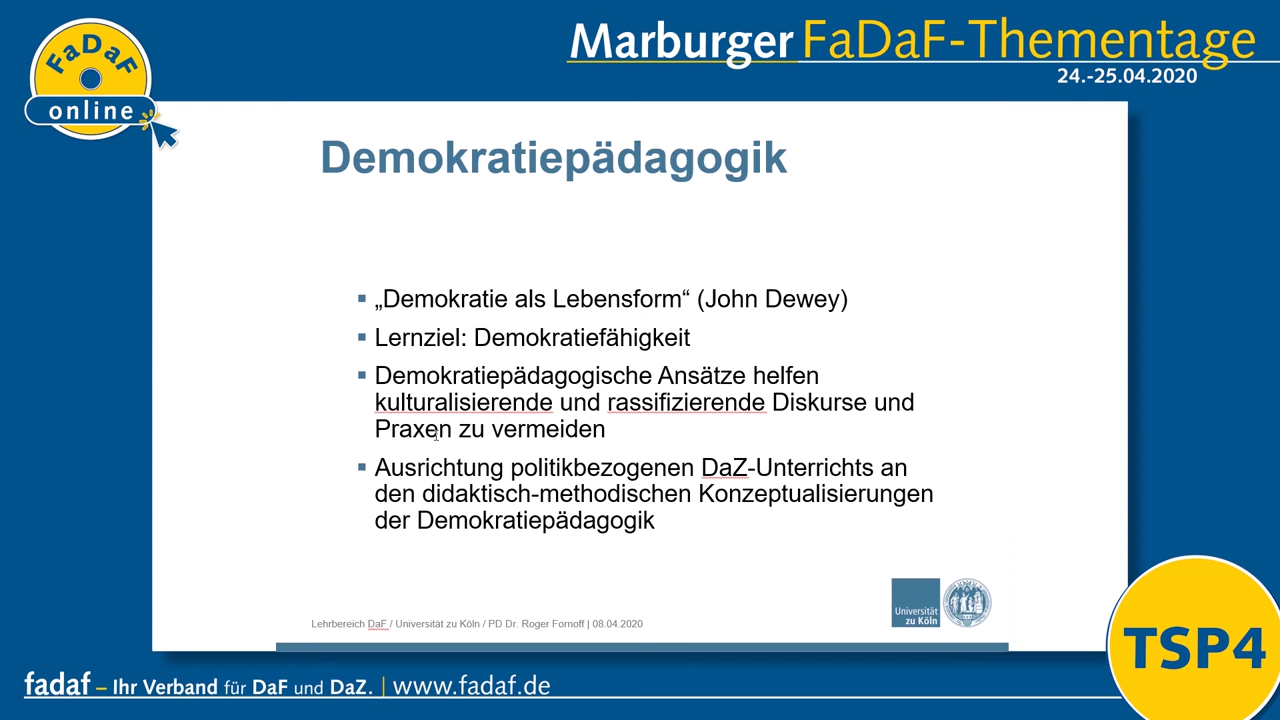 FaDaF
online
Marburger FaDaF-Thementage
24.-25.04.2020
Demokratiepädagogik
„Demokratie als Lebensform“ (John Dewey)
Lernziel: Demokratiefähigkeit
Demokratiepädagogische Ansätze helfen
kulturalisierende und rassifizierende Diskurse und
Praxen zu vermeiden
Ausrichtung politikbezogenen DaZ-Unterrichts an
den didaktisch-methodischen Konzeptualisierungen
der Demokratiepädagogik
Universität
zu Köln
Lehrbereich DaF / Universität zu Köln / PD Dr. Roger Fornoff | 08.04.2020
TSP4
fadaf – Ihr Verband für DaF und DaZ. | www.fadaf.de